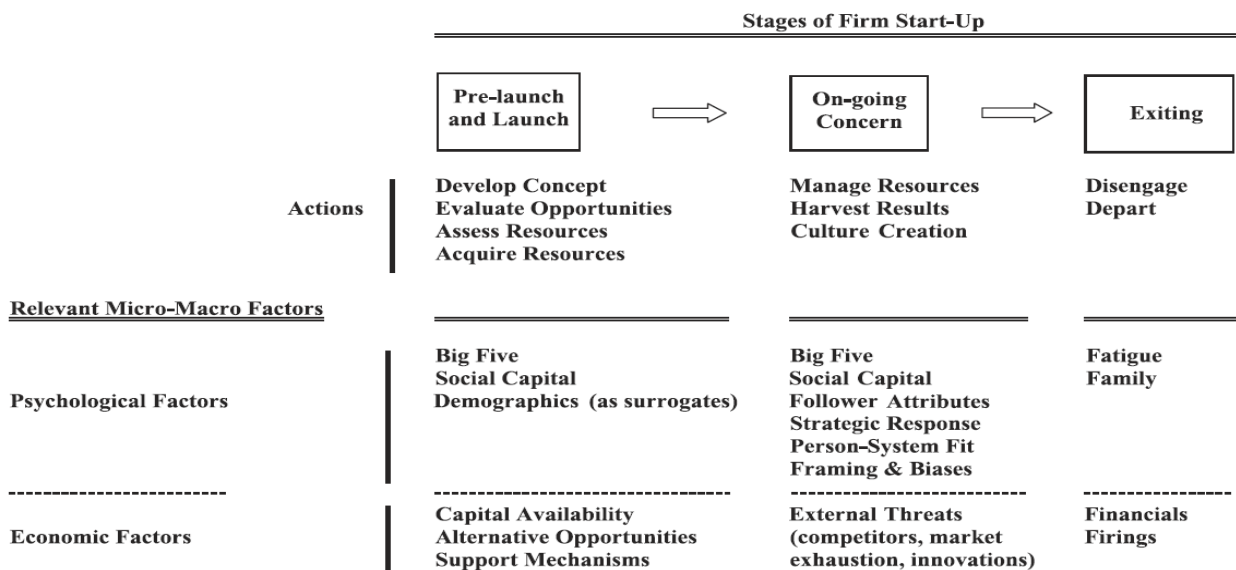 Stages of Firm Start-Up
Pre-launch
and Launch
On-going
Concern
Exiting
Actions
Develop Concept
Evaluate Opportunities
Assess Resources
Acquire Resources
Manage Resources
Harvest Results
Culture Creation
Disengage
Depart
Relevant Micro-Macro Factors
Psychological Factors
Big Five
Social Capital
Demographics (as surrogates)
Big Five
Social Capital
Follower Attributes
Strategic Response
Person-System Fit
Framing & Biases
Fatigue
Family
Economic Factors
Capital Availability
Alternative Opportunities
Support Mechanisms
External Threats
(competitors, market
exhaustion, innovations)
Financials
Firings